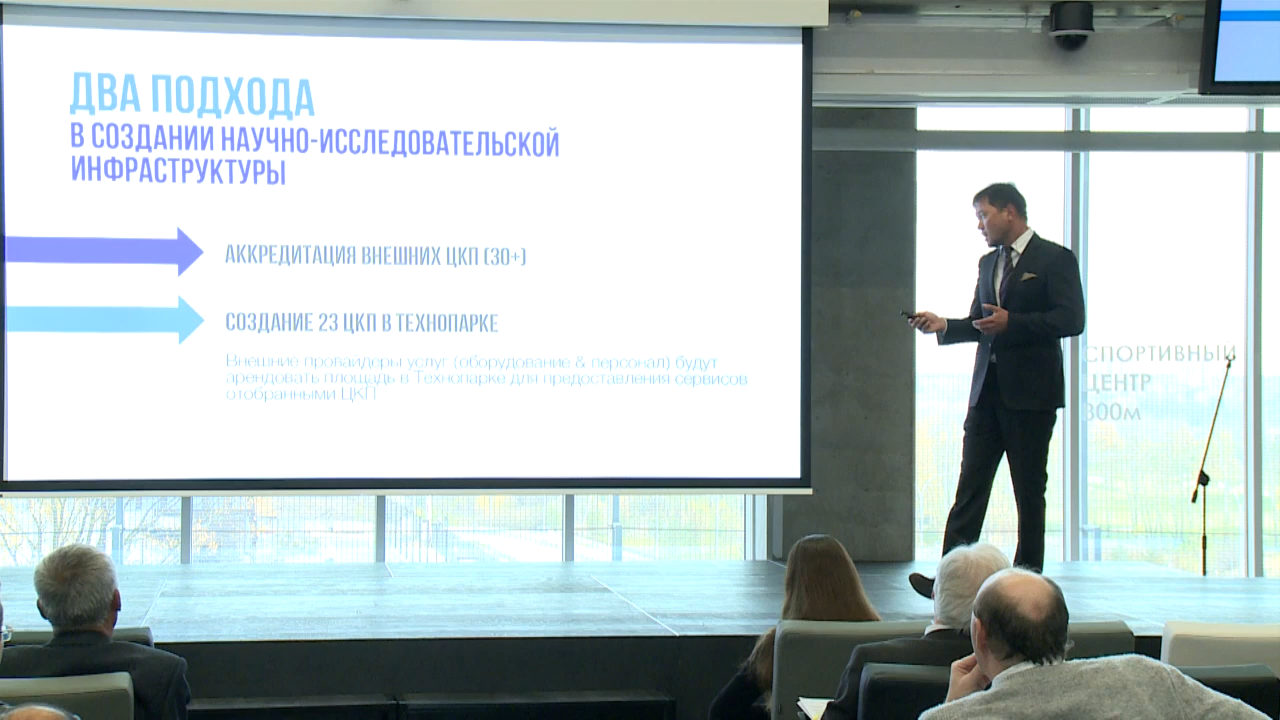 ДВА ПОДХОДА
В СОЗДАНИИ НАУЧНО-ИССЛЕДОВАТЕЛЬСКОЙ
ИНФРАСТРУКТУРЫ
АККРЕДИТАЦИЯ ВНЕШНИХ ЦКП (30+)
СОЗДАНИЕ 23 ЦКП В ТЕХНОПАРКЕ
Внешние провайдеры услуг (оборудование & персонал) будут
арендовать площадь в Технопарке для предоставления сервисов
отобранными ЦКП
СПОРТИВНЫЙ
ЦЕНТР
300м